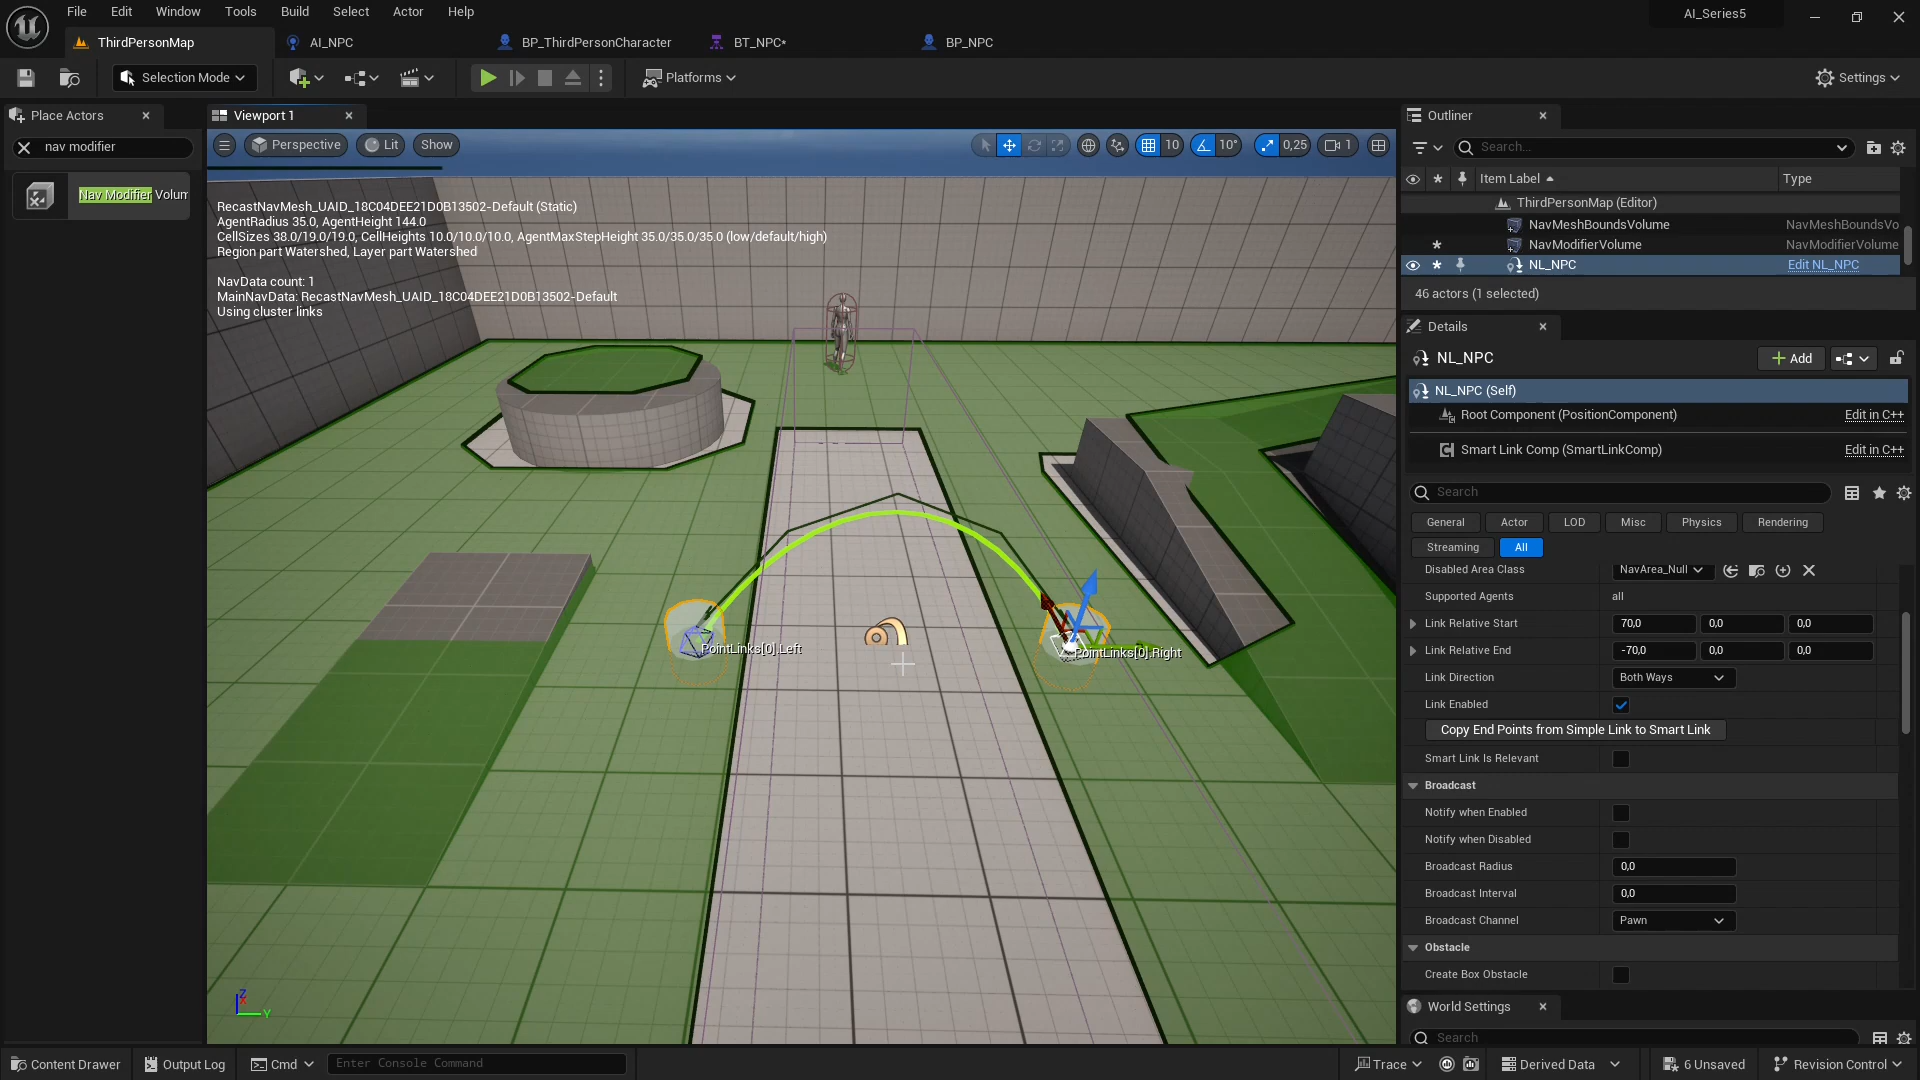 File Edit Window Tools Build Select Actor Help
AI_Series5
ThirdPersonMap
AI_NPC
BP_ThirdPersonCharacter
BT_NPC*
BP_NPC
Selection Mode
Platforms
Settings
Place Actors
nav modifier
Nav Modifier Volum
Viewport 1
Perspective
Lit
Show
10
10°
0,25
1
RecastNavMesh_UAID_18C04DEE21D0B13502-Default (Static)
AgentRadius 35.0, AgentHeight 144.0
CellSizes 38.0/19.0/19.0, CellHeights 10.0/10.0/10.0, AgentMaxStepHeight 35.0/35.0/35.0 (low/default/high)
Region part Watershed, Layer part Watershed
NavData count: 1
MainNavData: RecastNavMesh_UAID_18C04DEE21D0B13502-Default
Using cluster links
PointLinks[0].Left
PointLinks[0].Right
Z
Y
Outliner
Search...
Item Label
Type
ThirdPersonMap (Editor)
NavMeshBoundsVolume NavMeshBoundsVo
NavModifierVolume NavModifierVolume
NL_NPC Edit NL_NPC
46 actors (1 selected)
Details
NL_NPC
Add
NL_NPC (Self)
Root Component (PositionComponent) Edit in C++
Smart Link Comp (SmartLinkComp) Edit in C++
Search
General Actor LOD Misc Physics Rendering
Streaming All
Disabled Area Class NavArea_Null
Supported Agents all
Link Relative Start 70,0 0,0 0,0
Link Relative End -70,0 0,0 0,0
Link Direction Both Ways
Link Enabled
Copy End Points from Simple Link to Smart Link
Smart Link Is Relevant
Broadcast
Notify when Enabled
Notify when Disabled
Broadcast Radius 0,0
Broadcast Interval 0,0
Broadcast Channel Pawn
Obstacle
Create Box Obstacle
World Settings
Search
Content Drawer
Output Log
Cmd
Enter Console Command
Trace
Derived Data
6 Unsaved
Revision Control